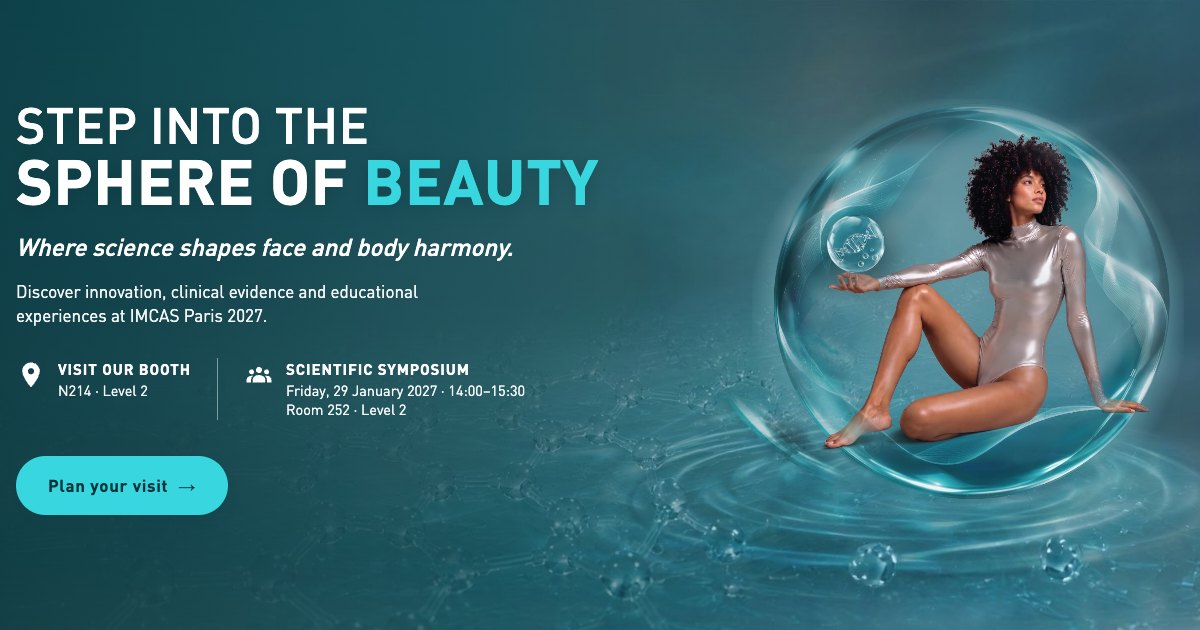 STEP INTO THE
SPHERE OF BEAUTY
Where science shapes face and body harmony.
Discover innovation, clinical evidence and educational
experiences at IMCAS Paris 2027.
VISIT OUR BOOTH
N214 · Level 2
SCIENTIFIC SYMPOSIUM
Friday, 29 January 2027 · 14:00–15:30
Room 252 · Level 2
Plan your visit →